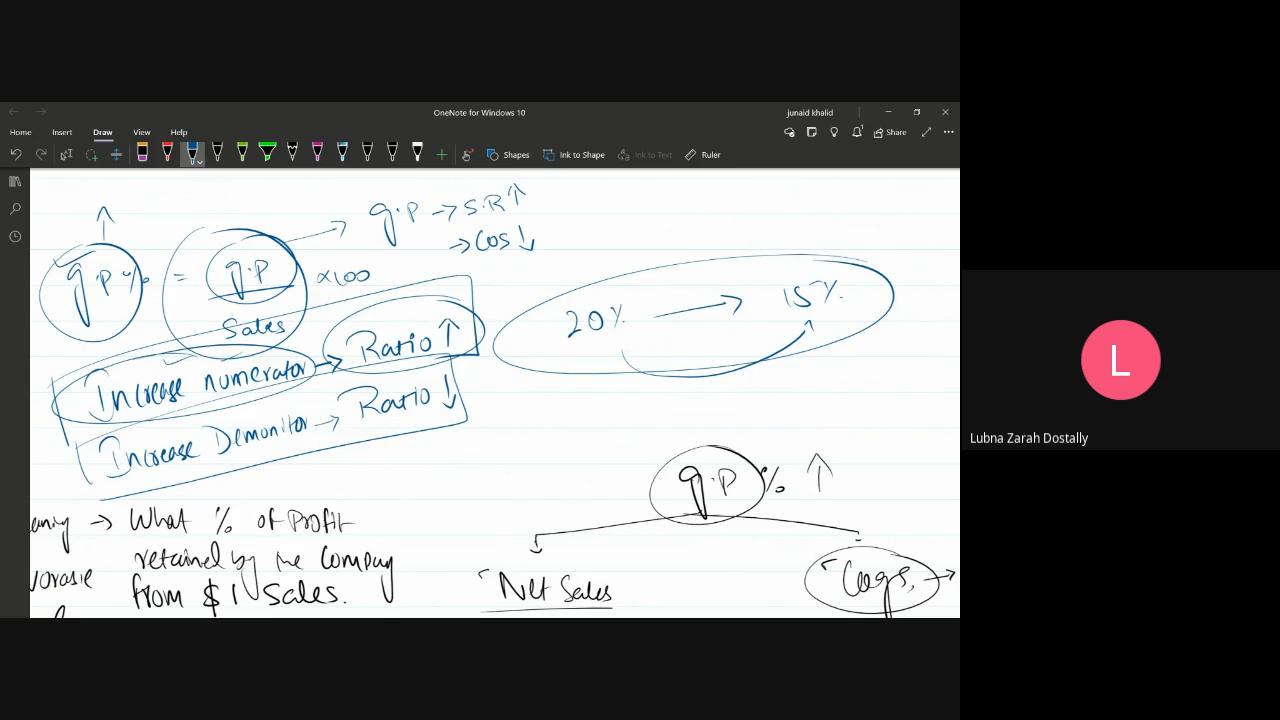 OneNote for Windows 10
junaid khalid
Home Insert Draw View Help
Share
Shapes Ink to Shape Ink to Text Ruler
g.P → S.R ↑
→ Cos ↓
g.P % = g.P x100
Sales
20% → 15%
Increase numerator → Ratio ↑
Increase Demonitor → Ratio ↓
g.P % ↑
→ What % of Profit
retained by the Company
from $1 Sales.
Net Sales
Cogs, →
L
Lubna Zarah Dostally